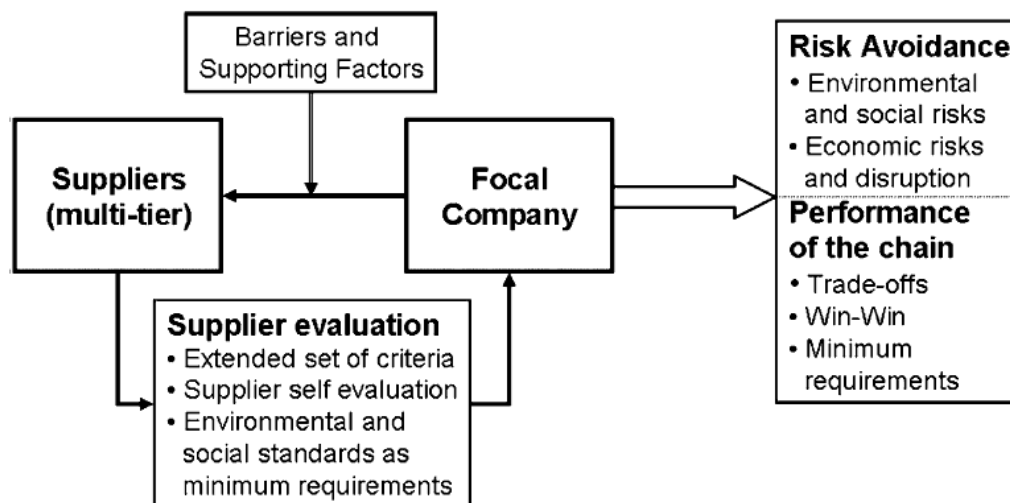 Barriers and
Supporting Factors
Suppliers
(multi-tier)
Focal
Company
Supplier evaluation
• Extended set of criteria
• Supplier self evaluation
• Environmental and
social standards as
minimum requirements
Risk Avoidance
• Environmental
and social risks
• Economic risks
and disruption
Performance
of the chain
• Trade-offs
• Win-Win
• Minimum
requirements